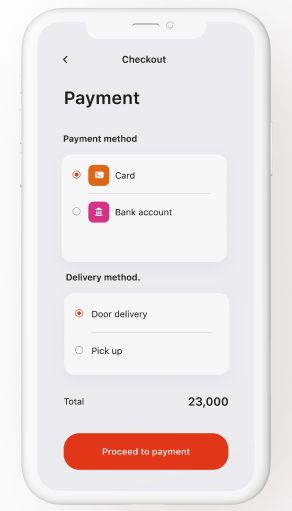 Checkout
Payment
Payment method
Card
Bank account
Delivery method.
Door delivery
Pick up
Total 23,000
Proceed to payment